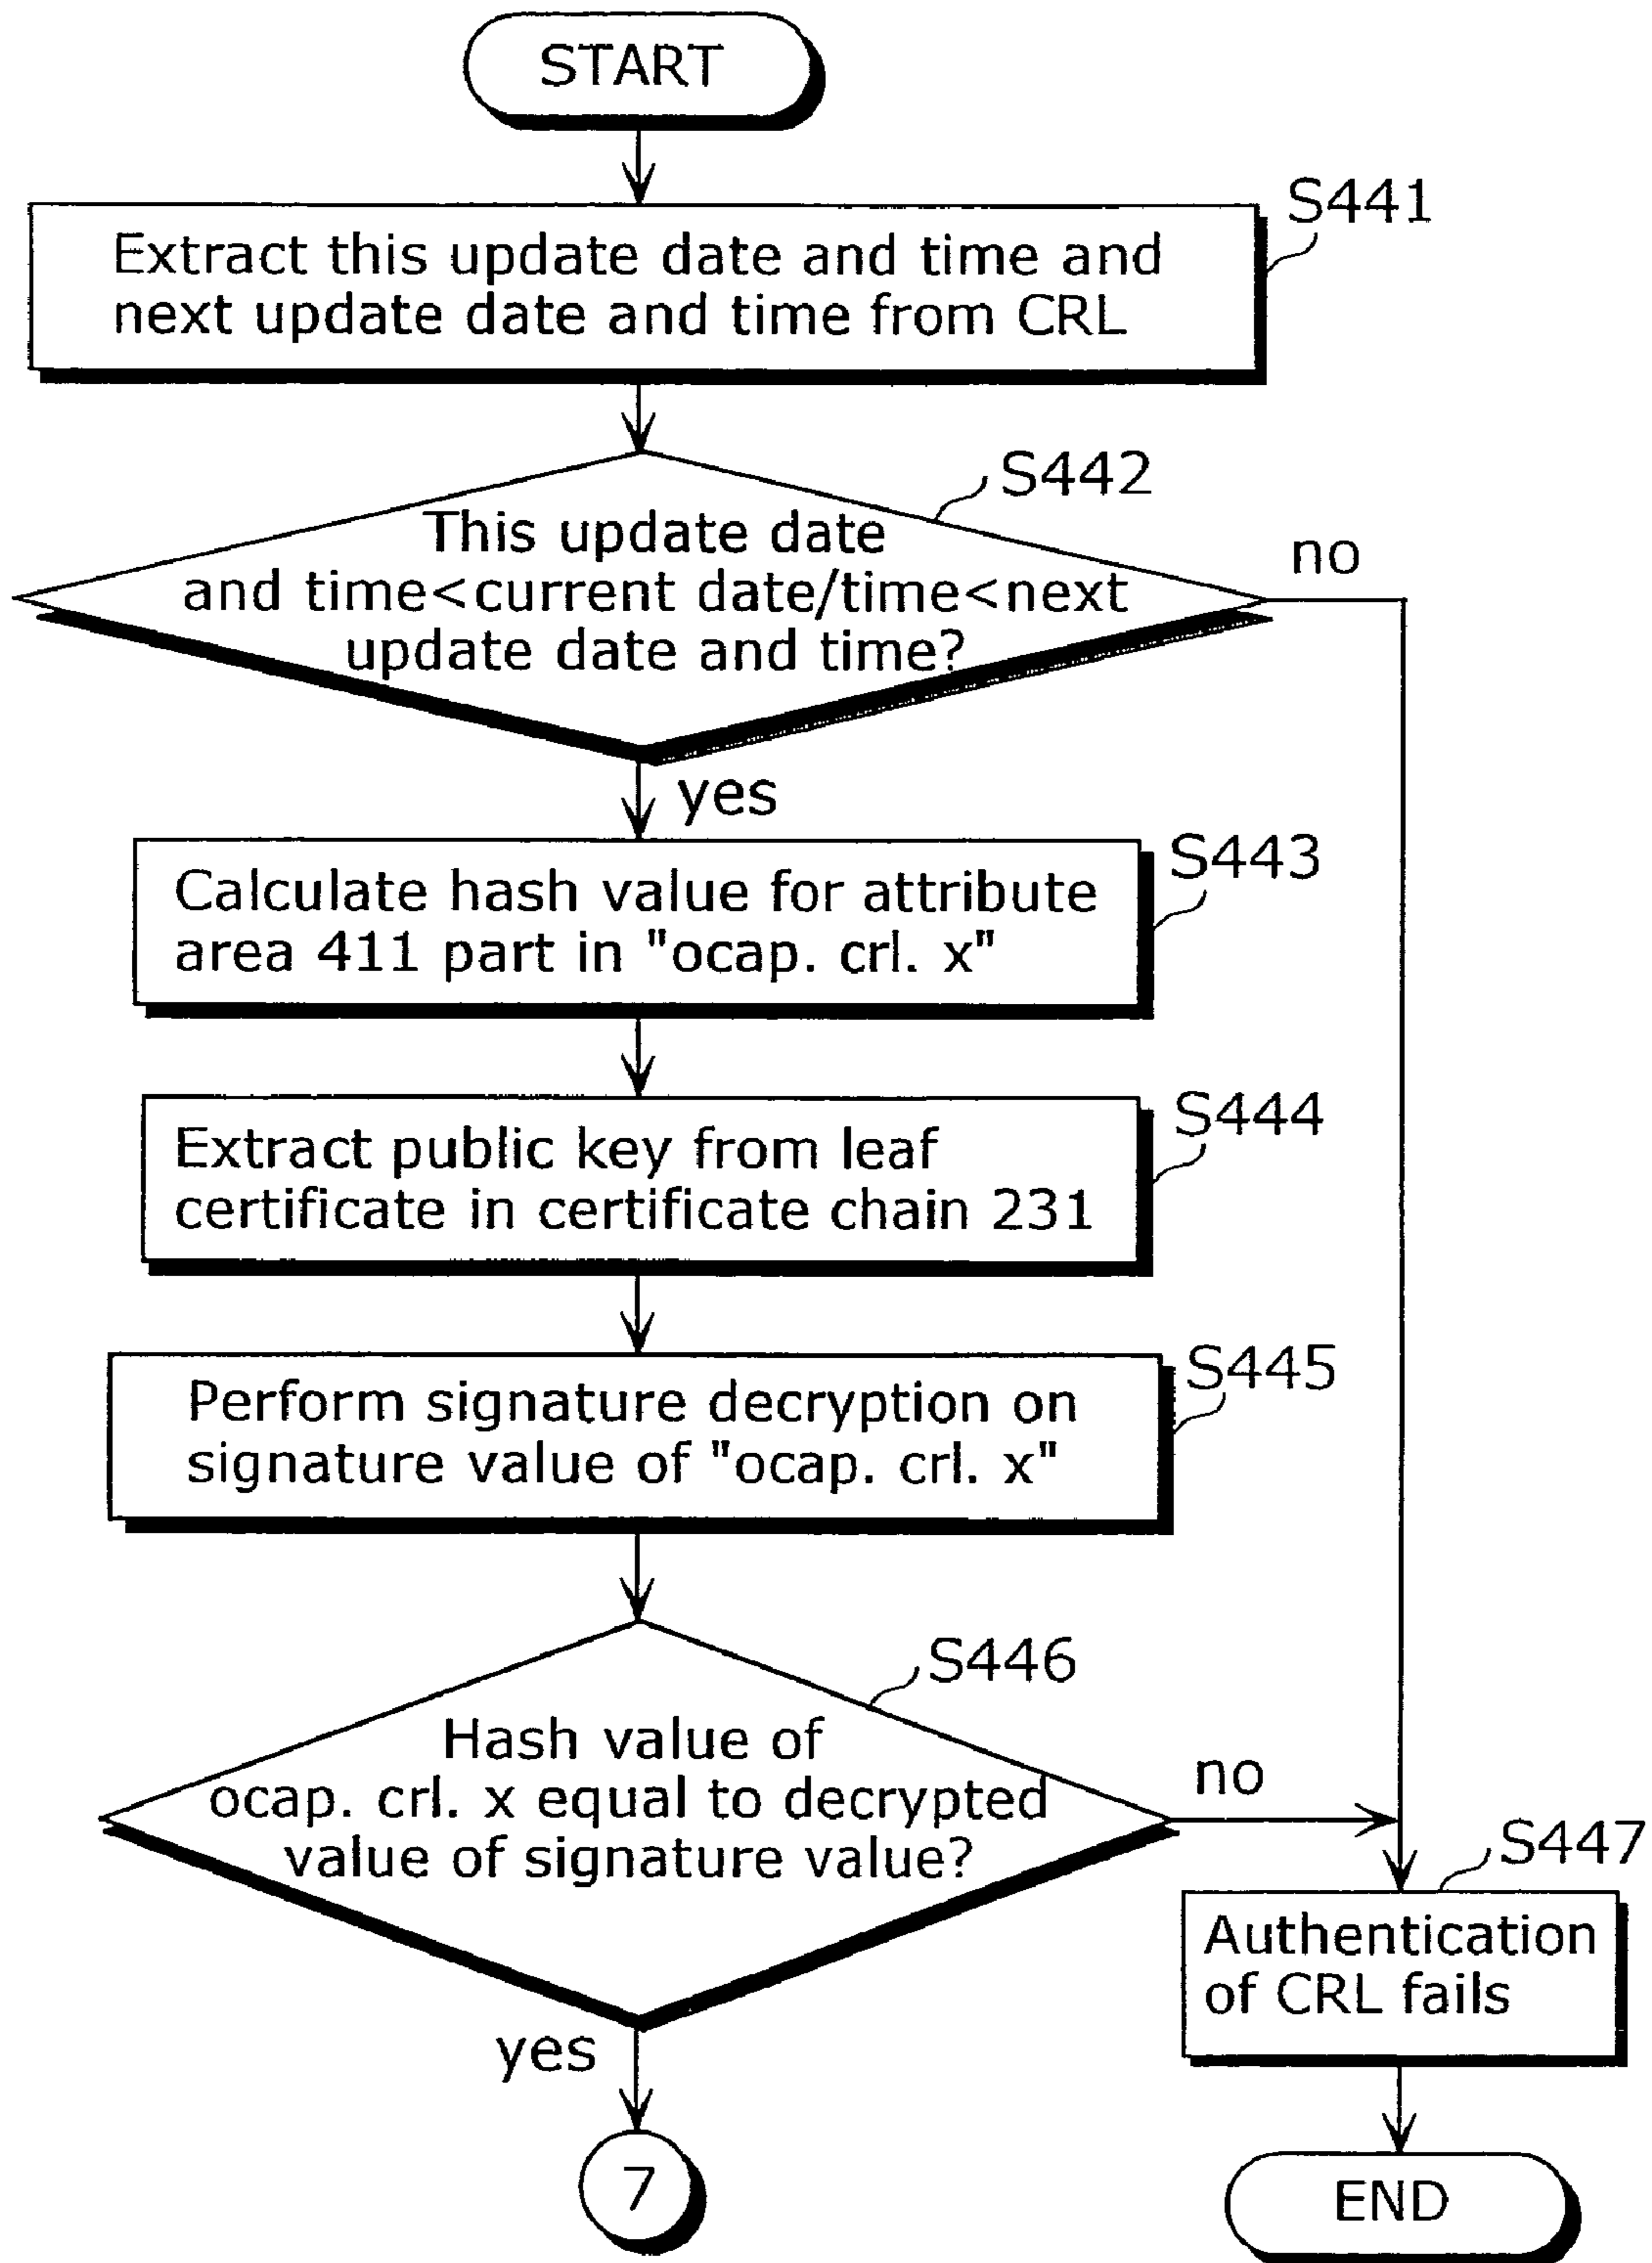 START
S441
Extract this update date and time and
next update date and time from CRL
S442
This update date
and time<current date/time<next
update date and time?
no
yes
S443
Calculate hash value for attribute
area 411 part in "ocap. crl. x"
S444
Extract public key from leaf
certificate in certificate chain 231
S445
Perform signature decryption on
signature value of "ocap. crl. x"
S446
Hash value of
ocap. crl. x equal to decrypted
value of signature value?
no
S447
Authentication
of CRL fails
yes
7
END